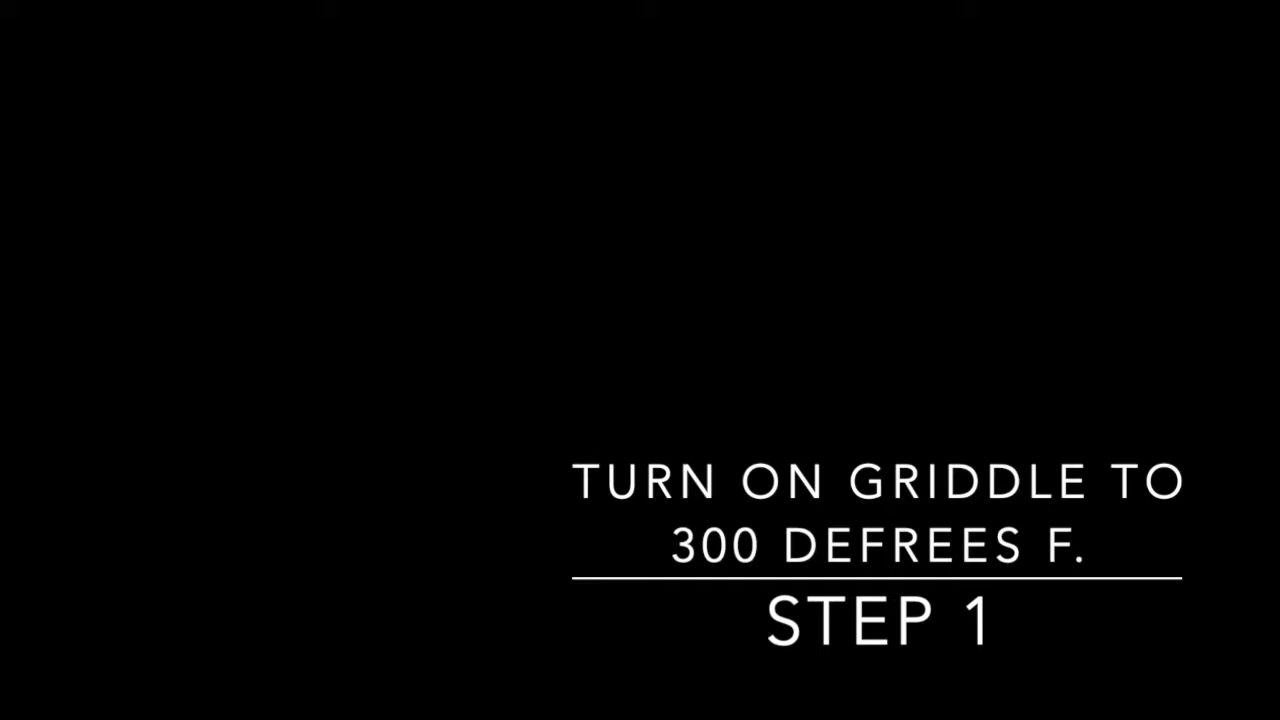 TURN ON GRIDDLE TO
300 DEFREES F.
STEP 1